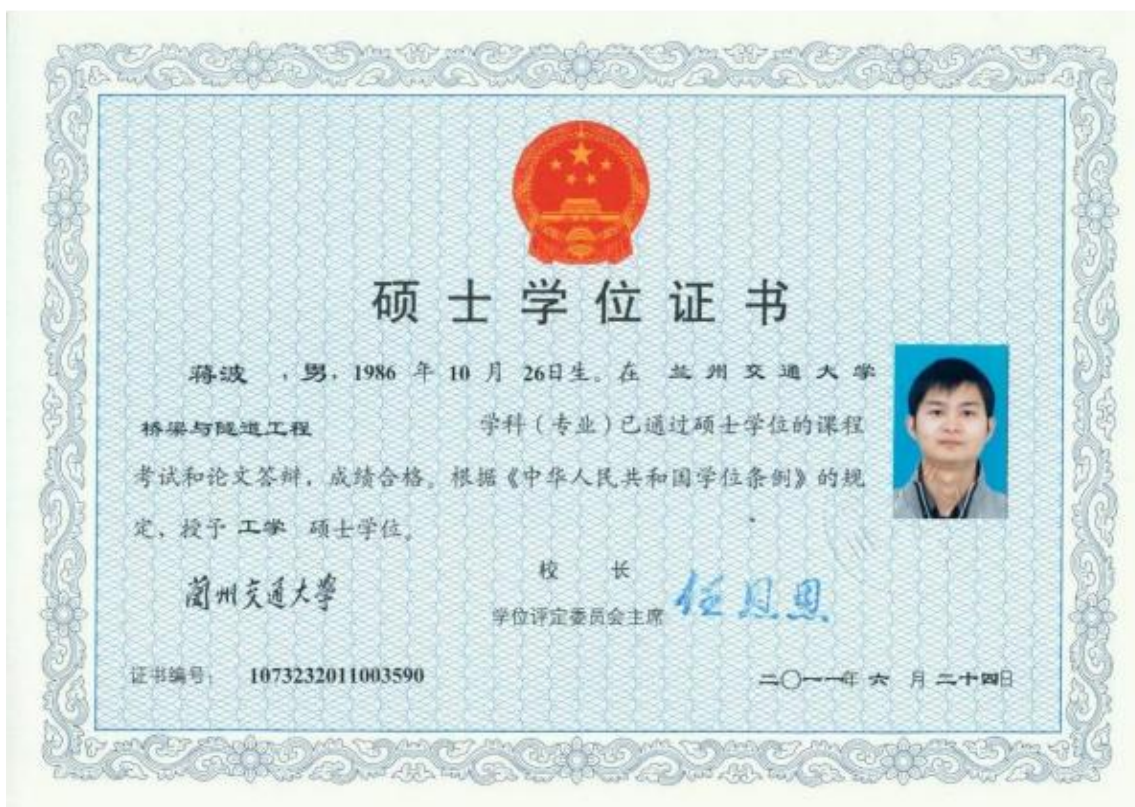 硕士学位证书
蒋波 ，男，1986 年 10 月 26日生。在 兰州交通大学
桥梁与隧道工程 学科（专业）已通过硕士学位的课程
考试和论文答辩，成绩合格。根据《中华人民共和国学位条例》的规
定、授予 工学 硕士学位。
蘭州交通大學
校 长
学位评定委员会主席 任恩恩
证书编号： 1073232011003590
二〇一一年 六 月 二十四日